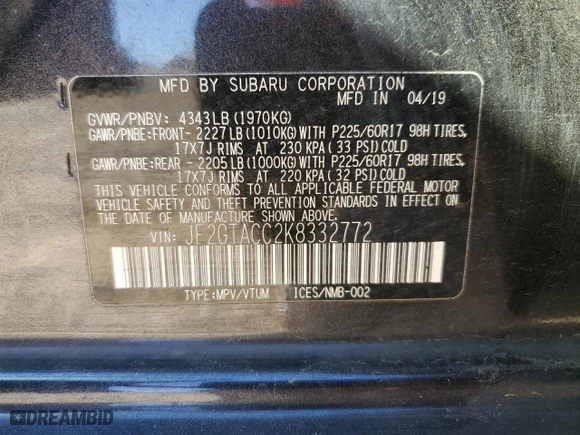 MFD BY SUBARU CORPORATION
MFD IN 04/19
GVWR/PNBV: 4343LB(1970KG)
GAWR/PNBE:FRONT- 2227LB(1010KG)WITH P225/60R17 98H TIRES,
17X7J RIMS AT 230 KPA( 33 PSI)COLD
GAWR/PNBE:REAR - 2205LB(1000KG)WITH P225/60R17 98H TIRES,
17X7J RIMS AT 220 KPA( 32 PSI)COLD
THIS VEHICLE CONFORMS TO ALL APPLICABLE FEDERAL MOTOR
VEHICLE SAFETY, BUMPER, AND THEFT PREVENTION STANDARDS
IN EFFECT ON THE DATE OF MANUFACTURE SHOWN ABOVE.
VIN: JF2GTACC2K8332772
TYPE:MPV/VTUM ICES/NMB-002
DREAMBID